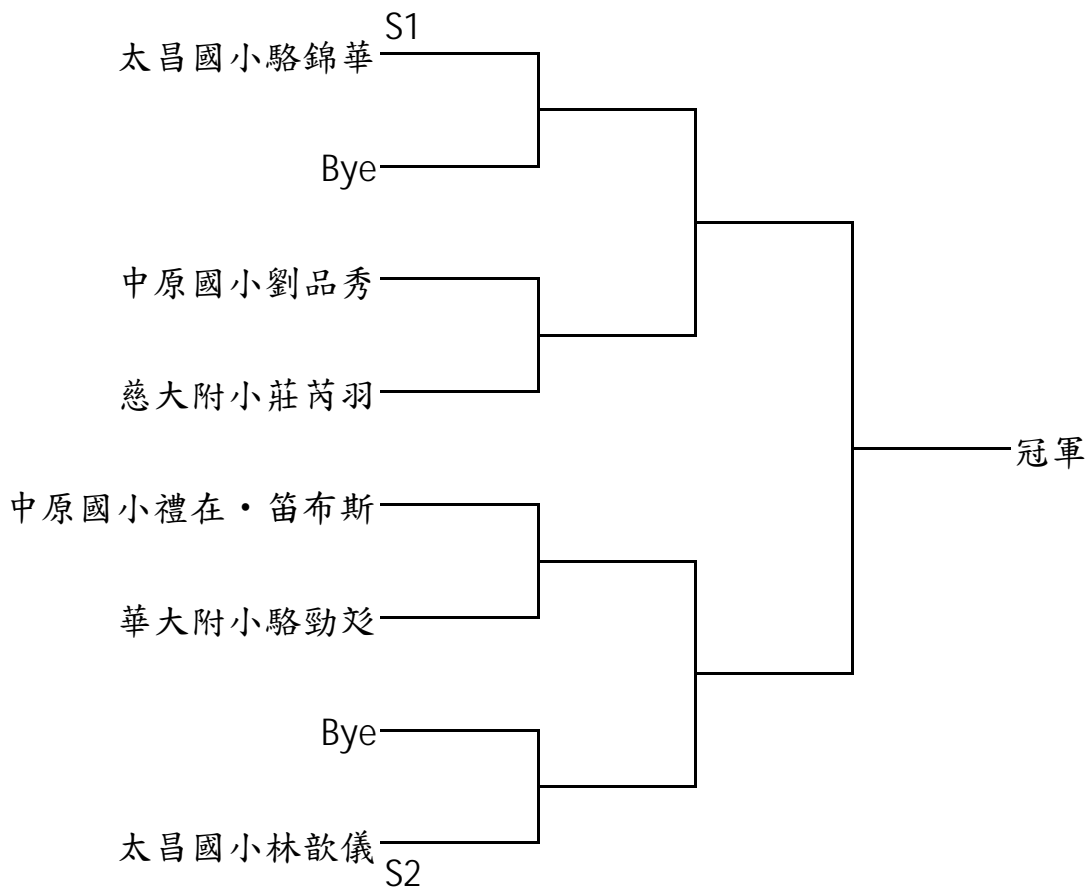 S1
太昌國小駱錦華
Bye
中原國小劉品秀
慈大附小莊芮羽
冠軍
中原國小禮在・笛布斯
華大附小駱勁彣
Bye
太昌國小林歆儀
S2